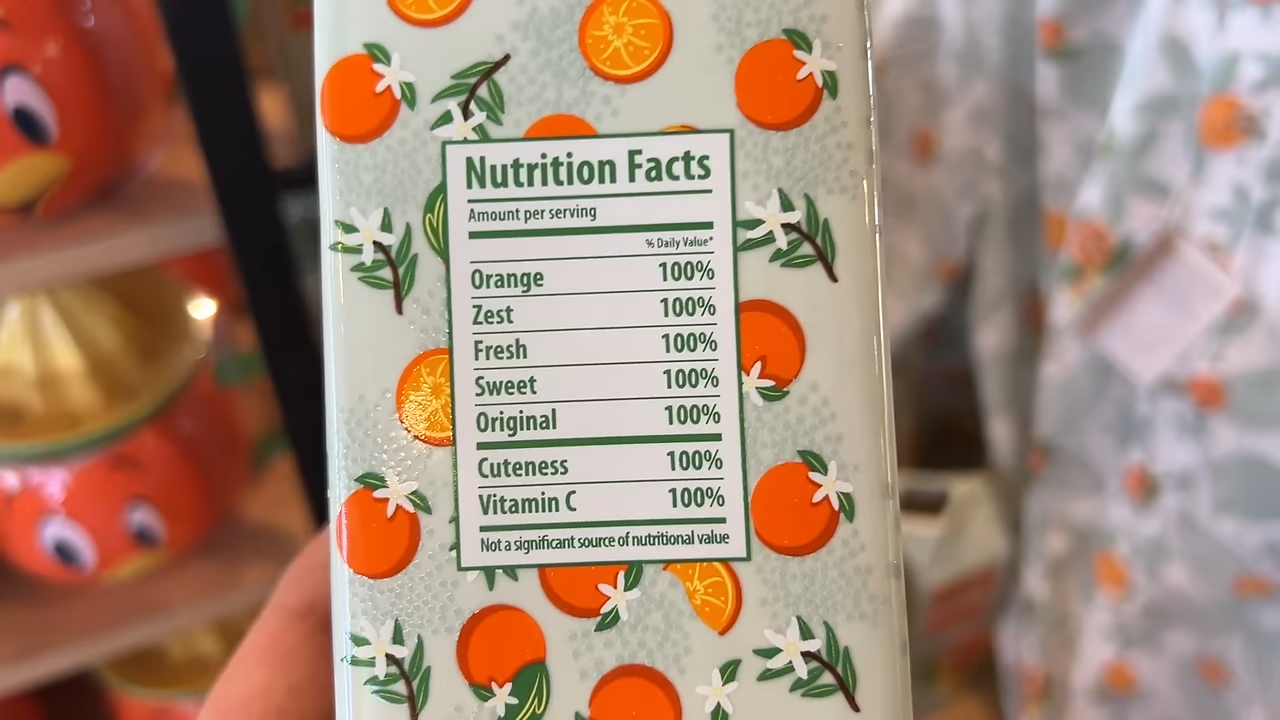 Nutrition Facts
Amount per serving
% Daily Value*
Orange 100%
Zest 100%
Fresh 100%
Sweet 100%
Original 100%
Cuteness 100%
Vitamin C 100%
Not a significant source of nutritional value